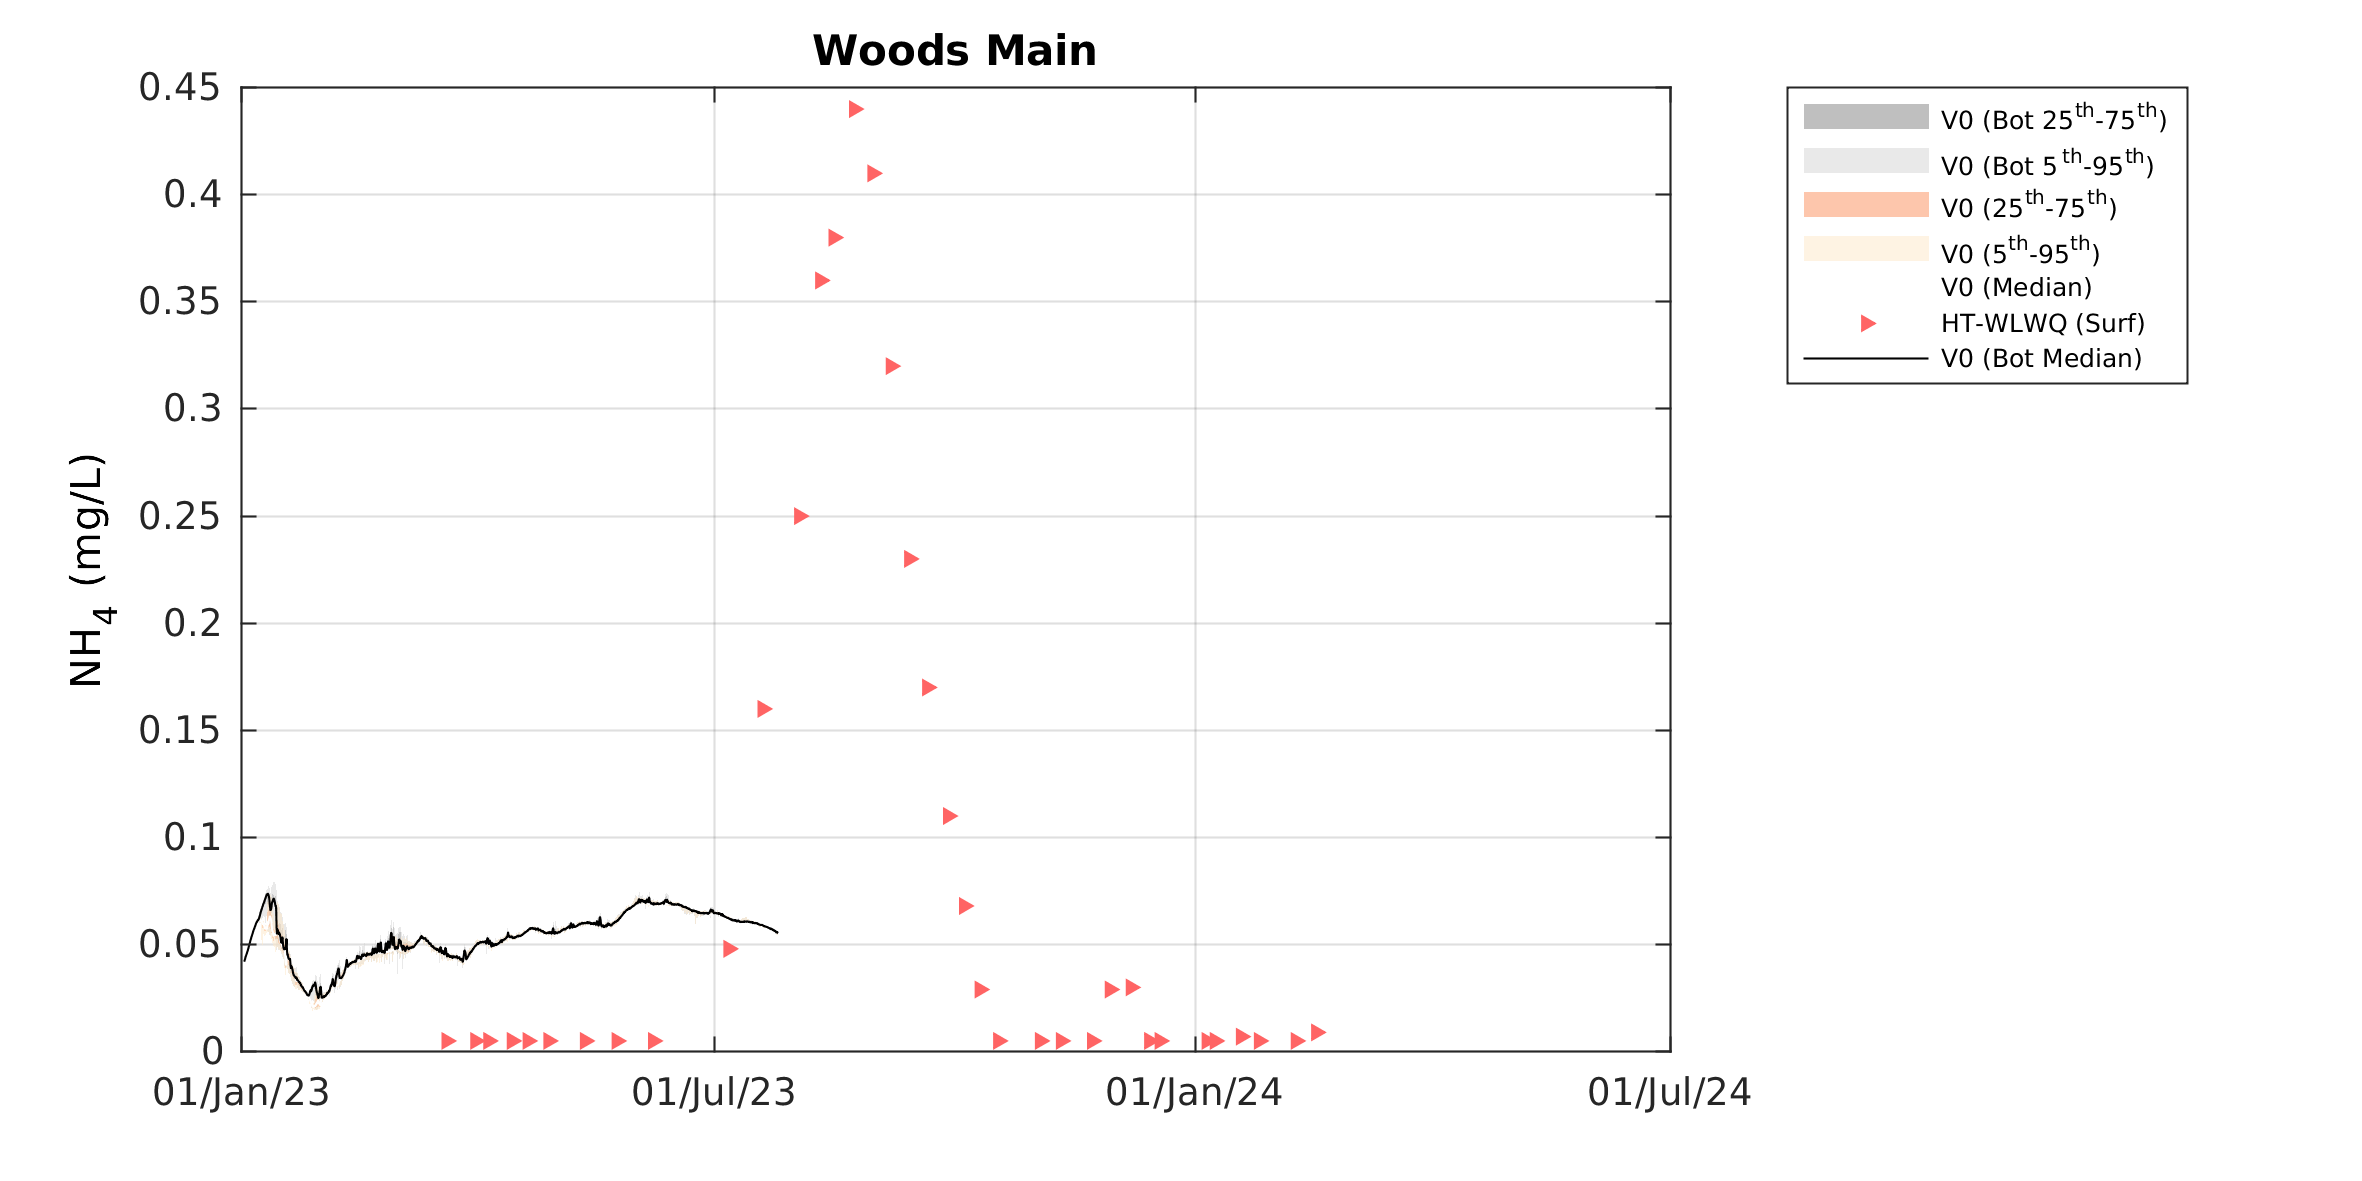 Woods Main
0.45
0.4
0.35
0.3
0.25
0.2
0.15
0.1
0.05
0
NH4 (mg/L)
01/Jan/23
01/Jul/23
01/Jan/24
01/Jul/24
V0 (Bot 25th-75th)
V0 (Bot 5th-95th)
V0 (25th-75th)
V0 (5th-95th)
V0 (Median)
HT-WLWQ (Surf)
V0 (Bot Median)